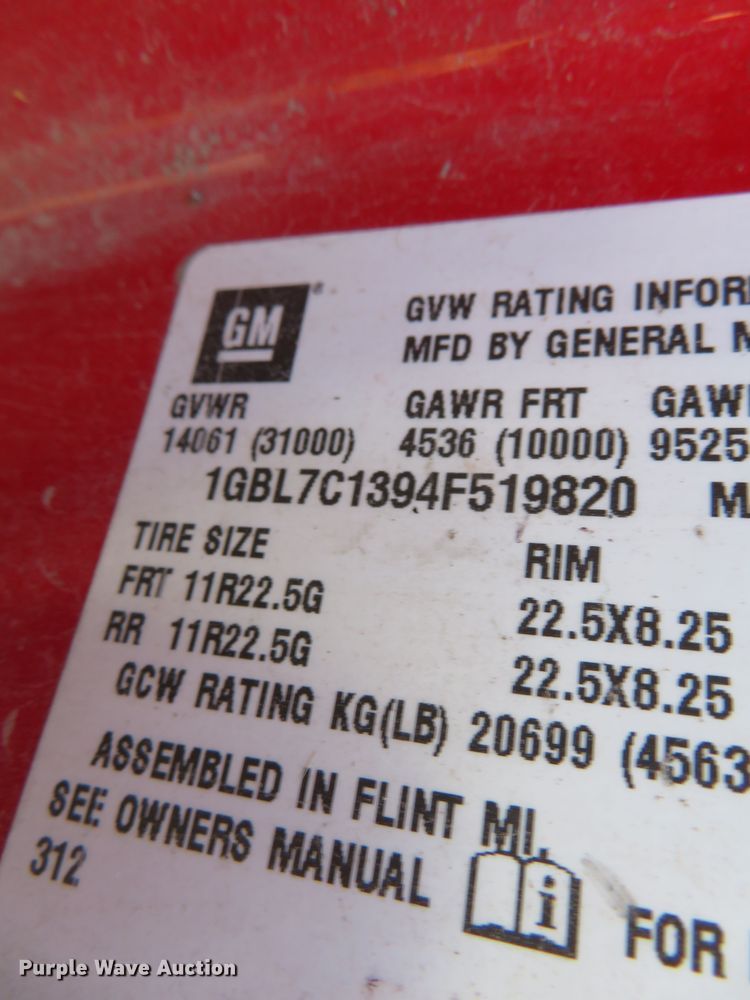 GM®
GVW RATING INFOR
MFD BY GENERAL
GVWR GAWR FRT GAW
14061 (31000) 4536 (10000) 9525
1GBL7C1394F519820
TIRE SIZE RIM
FRT 11R22.5G 22.5X8.25
RR 11R22.5G 22.5X8.25
GCW RATING KG(LB) 20699 (4563
ASSEMBLED IN FLINT MI.
SEE OWNERS MANUAL i FOR
312
Purple Wave Auction